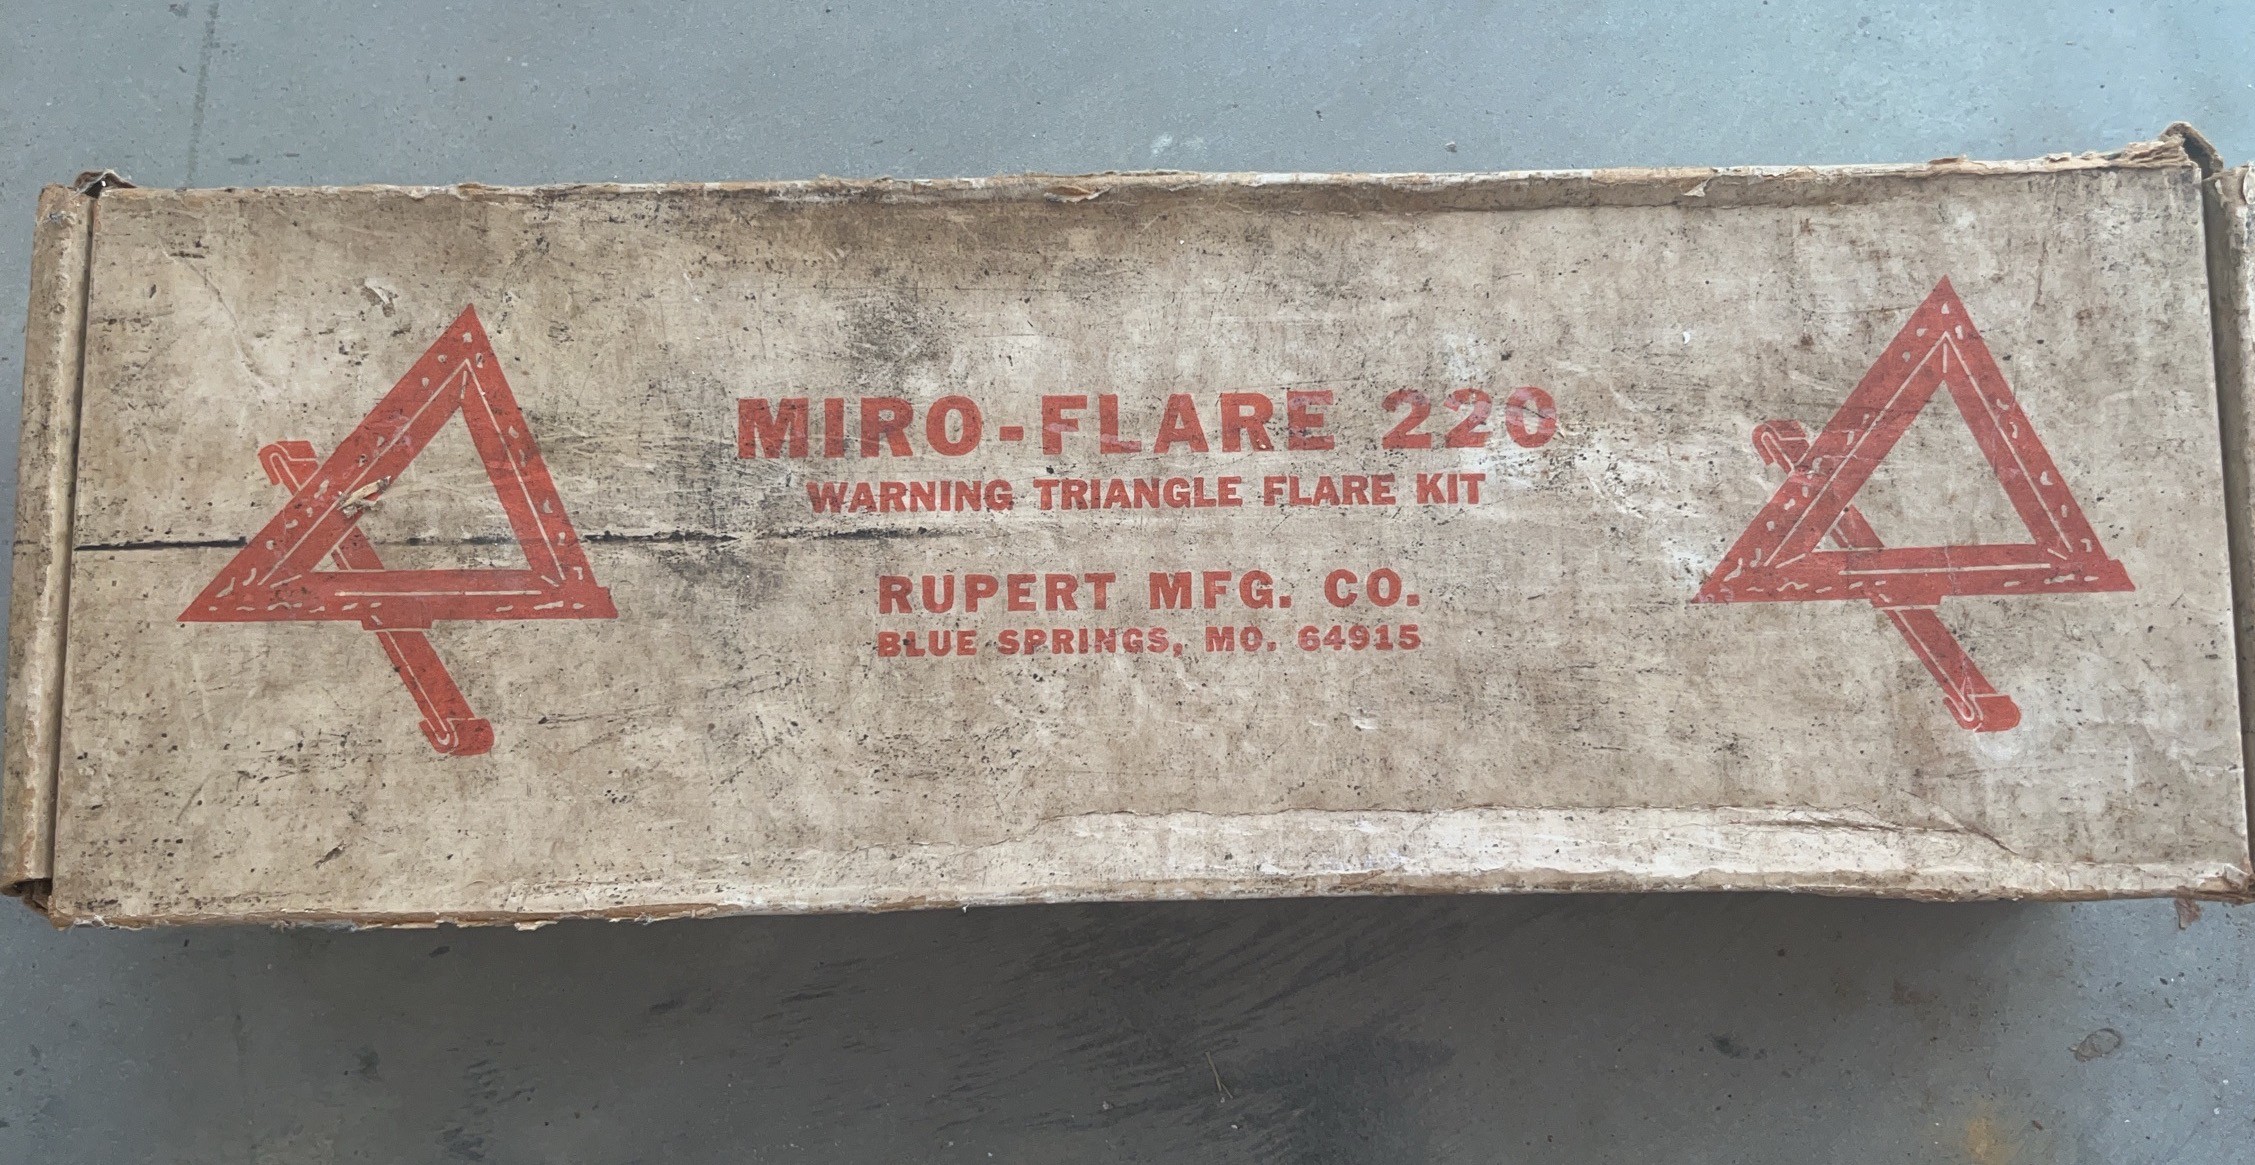 MIRO-FLARE 220
WARNING TRIANGLE FLARE KIT
RUPERT MFG. CO.
BLUE SPRINGS, MO. 64915